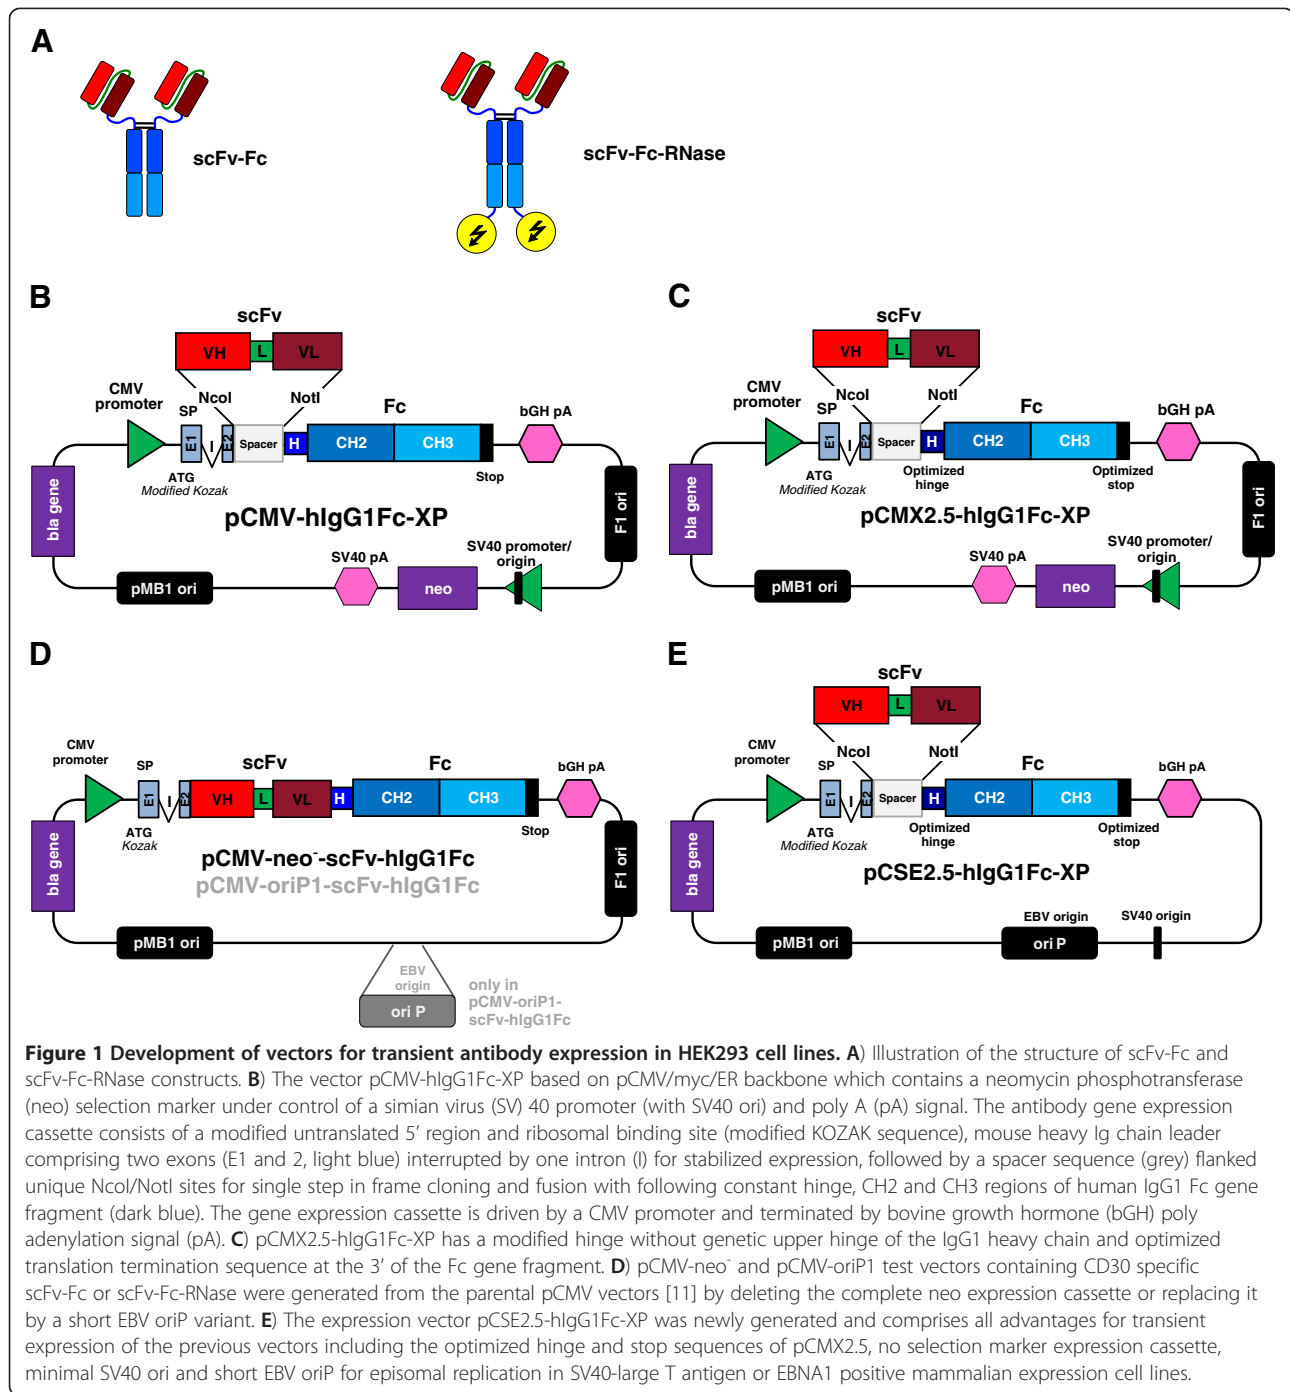 A
scFv-Fc
scFv-Fc-RNase
B
scFv
VH
L
VL
CMV
promoter
NcoI
NotI
SP
E1
I
E2
Spacer
H
Fc
CH2
CH3
bGH pA
ATG
Modified Kozak
Stop
bla gene
pCMV-hIgG1Fc-XP
F1 ori
SV40 pA
SV40 promoter/
origin
pMB1 ori
neo
C
scFv
VH
L
VL
CMV
promoter
NcoI
NotI
SP
E1
I
E2
Spacer
H
Fc
CH2
CH3
bGH pA
ATG
Modified Kozak
Optimized
hinge
Optimized
stop
bla gene
pCMX2.5-hIgG1Fc-XP
F1 ori
SV40 pA
SV40 promoter/
origin
pMB1 ori
neo
D
CMV
promoter
SP
E1
I
E2
scFv
VH
L
VL
H
Fc
CH2
CH3
bGH pA
ATG
Kozak
Stop
bla gene
pCMV-neo⁻-scFv-hIgG1Fc
pCMV-oriP1-scFv-hIgG1Fc
F1 ori
pMB1 ori
EBV
origin
ori P
only in
pCMV-oriP1-
scFv-hIgG1Fc
E
scFv
VH
L
VL
CMV
promoter
NcoI
NotI
SP
E1
I
E2
Spacer
H
Fc
CH2
CH3
bGH pA
ATG
Modified Kozak
Optimized
hinge
Optimized
stop
bla gene
pCSE2.5-hIgG1Fc-XP
EBV origin
SV40 origin
pMB1 ori
ori P
Figure 1 Development of vectors for transient antibody expression in HEK293 cell lines. A) Illustration of the structure of scFv-Fc and
scFv-Fc-RNase constructs. B) The vector pCMV-hIgG1Fc-XP based on pCMV/myc/ER backbone which contains a neomycin phosphotransferase
(neo) selection marker under control of a simian virus (SV) 40 promoter (with SV40 ori) and poly A (pA) signal. The antibody gene expression
cassette consists of a modified untranslated 5’ region and ribosomal binding site (modified KOZAK sequence), mouse heavy Ig chain leader
comprising two exons (E1 and 2, light blue) interrupted by one intron (I) for stabilized expression, followed by a spacer sequence (grey) flanked
unique NcoI/NotI sites for single step in frame cloning and fusion with following constant hinge, CH2 and CH3 regions of human IgG1 Fc gene
fragment (dark blue). The gene expression cassette is driven by a CMV promoter and terminated by bovine growth hormone (bGH) poly
adenylation signal (pA). C) pCMX2.5-hIgG1Fc-XP has a modified hinge without genetic upper hinge of the IgG1 heavy chain and optimized
translation termination sequence at the 3’ of the Fc gene fragment. D) pCMV-neo⁻ and pCMV-oriP1 test vectors containing CD30 specific
scFv-Fc or scFv-Fc-RNase were generated from the parental pCMV vectors [11] by deleting the complete neo expression cassette or replacing it
by a short EBV oriP variant. E) The expression vector pCSE2.5-hIgG1Fc-XP was newly generated and comprises all advantages for transient
expression of the previous vectors including the optimized hinge and stop sequences of pCMX2.5, no selection marker expression cassette,
minimal SV40 ori and short EBV oriP for episomal replication in SV40-large T antigen or EBNA1 positive mammalian expression cell lines.